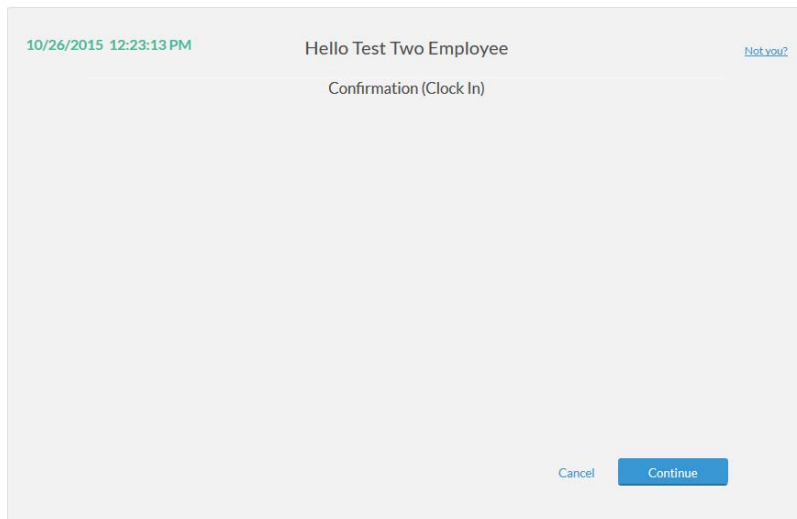 10/26/2015 12:23:13 PM
Hello Test Two Employee
Not you?
Confirmation (Clock In)
Cancel
Continue